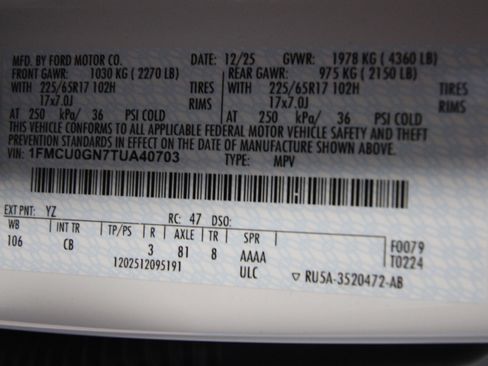 MFD. BY FORD MOTOR CO. DATE: 12/25 GVWR: 1978 KG ( 4360 LB)
FRONT GAWR: 1030 KG ( 2270 LB) REAR GAWR: 975 KG ( 2150 LB)
WITH 225/65R17 102H TIRES WITH 225/65R17 102H TIRES
17x7.0J RIMS 17x7.0J RIMS
AT 250 kPa/ 36 PSI COLD AT 250 kPa/ 36 PSI COLD
THIS VEHICLE CONFORMS TO ALL APPLICABLE FEDERAL MOTOR VEHICLE SAFETY AND THEFT
PREVENTION STANDARDS IN EFFECT ON THE DATE OF MANUFACTURE SHOWN ABOVE.
VIN: 1FMCU0GN7TUA40703 TYPE: MPV
EXT PNT: YZ RC: 47 DSO:
WB INT TR TP/PS R AXLE TR SPR F0079
106 CB 3 81 8 AAAA T0224
1202512095191 ULC ▽ RU5A-3520472-AB